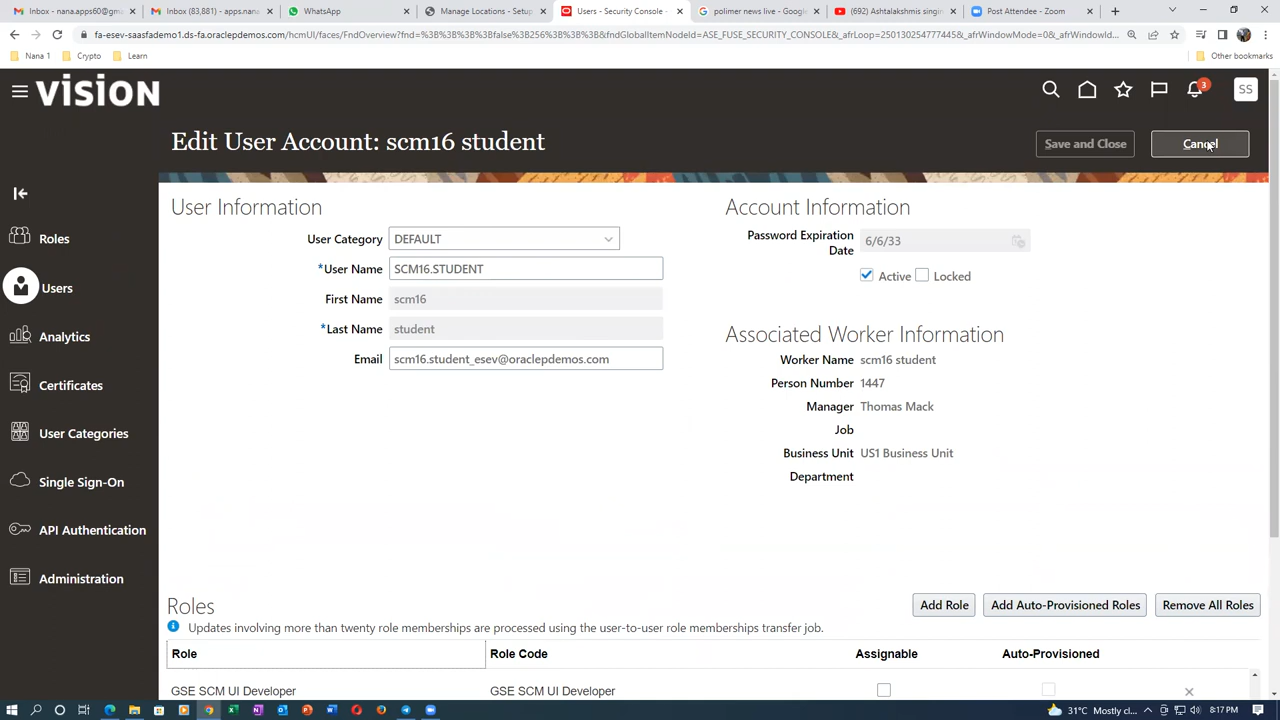 Inbox - nana.apps60@gma
Inbox (83,881) - apps.nana
WhatsApp
Manage Locations - Setup
Users - Security Console -
polimer news live - Google
(692) Ashtalakshmis singin
Post Attendee - Zoom
fa-esev-saasfademo1.ds-fa.oraclepdemos.com/hcmUI/faces/FndOverview?fnd=%3B%3B%3B%3Bfalse%3B256%3B%3B%3B&fndGlobalItemNodeId=ASE_FUSE_SECURITY_CONSOLE&_afrLoop=250130254777445&_afrWindowMode=0&_afrWindowId...
Nana 1
Crypto
Learn
Other bookmarks
VISION
3
SS
Edit User Account: scm16 student
Save and Close
Cancel
Roles
Users
Analytics
Certificates
User Categories
Single Sign-On
API Authentication
Administration
User Information
User Category DEFAULT
*User Name SCM16.STUDENT
First Name scm16
*Last Name student
Email scm16.student_esev@oraclepdemos.com
Account Information
Password Expiration Date 6/6/33
Active Locked
Associated Worker Information
Worker Name scm16 student
Person Number 1447
Manager Thomas Mack
Job
Business Unit US1 Business Unit
Department
Roles
Add Role
Add Auto-Provisioned Roles
Remove All Roles
Updates involving more than twenty role memberships are processed using the user-to-user role memberships transfer job.
Role Role Code Assignable Auto-Provisioned
GSE SCM UI Developer GSE SCM UI Developer
31°C Mostly cl...
8:17 PM